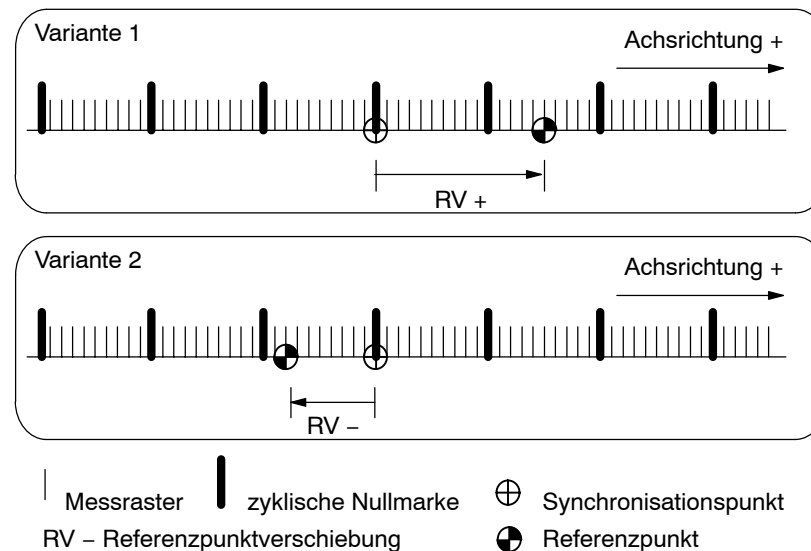 Variante 1
Achsrichtung +
RV +
Variante 2
Achsrichtung +
RV −
Messraster
zyklische Nullmarke
Synchronisationspunkt
RV − Referenzpunktverschiebung
Referenzpunkt